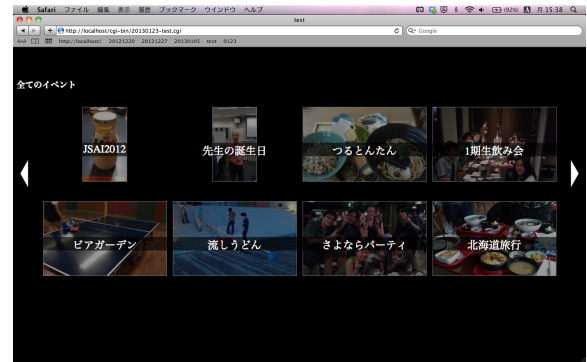 Safari ファイル 編集 表示 履歴 ブックマーク ウインドウ ヘルプ (92%) 月 15:38
test
http://localhost/cgi-bin/20130123-test.cgi Google
http://localhost/ 20121220 20121227 20130105 test 0123
全てのイベント
JSAI2012 先生の誕生日 つるとんたん 1期生飲み会
ビアガーデン 流しうどん さよならパーティ 北海道旅行